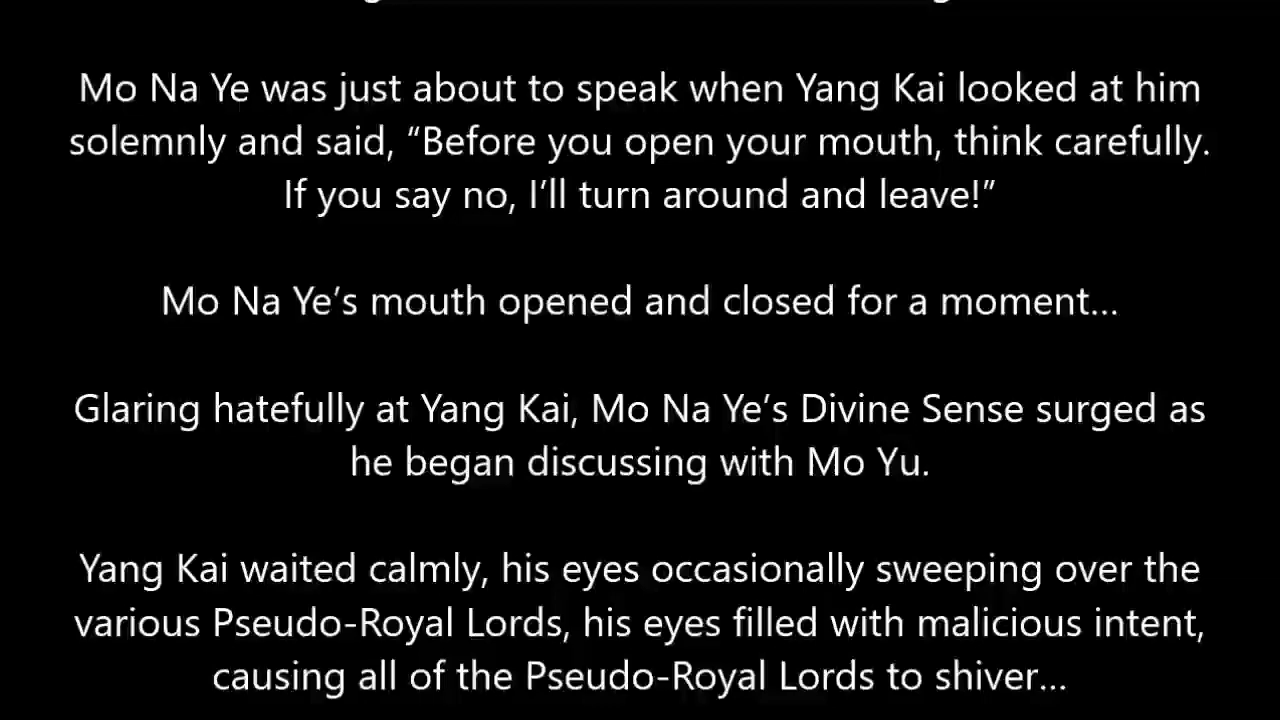 Mo Na Ye was just about to speak when Yang Kai looked at him
solemnly and said, “Before you open your mouth, think carefully.
If you say no, I’ll turn around and leave!”
Mo Na Ye’s mouth opened and closed for a moment…
Glaring hatefully at Yang Kai, Mo Na Ye’s Divine Sense surged as
he began discussing with Mo Yu.
Yang Kai waited calmly, his eyes occasionally sweeping over the
various Pseudo-Royal Lords, his eyes filled with malicious intent,
causing all of the Pseudo-Royal Lords to shiver…